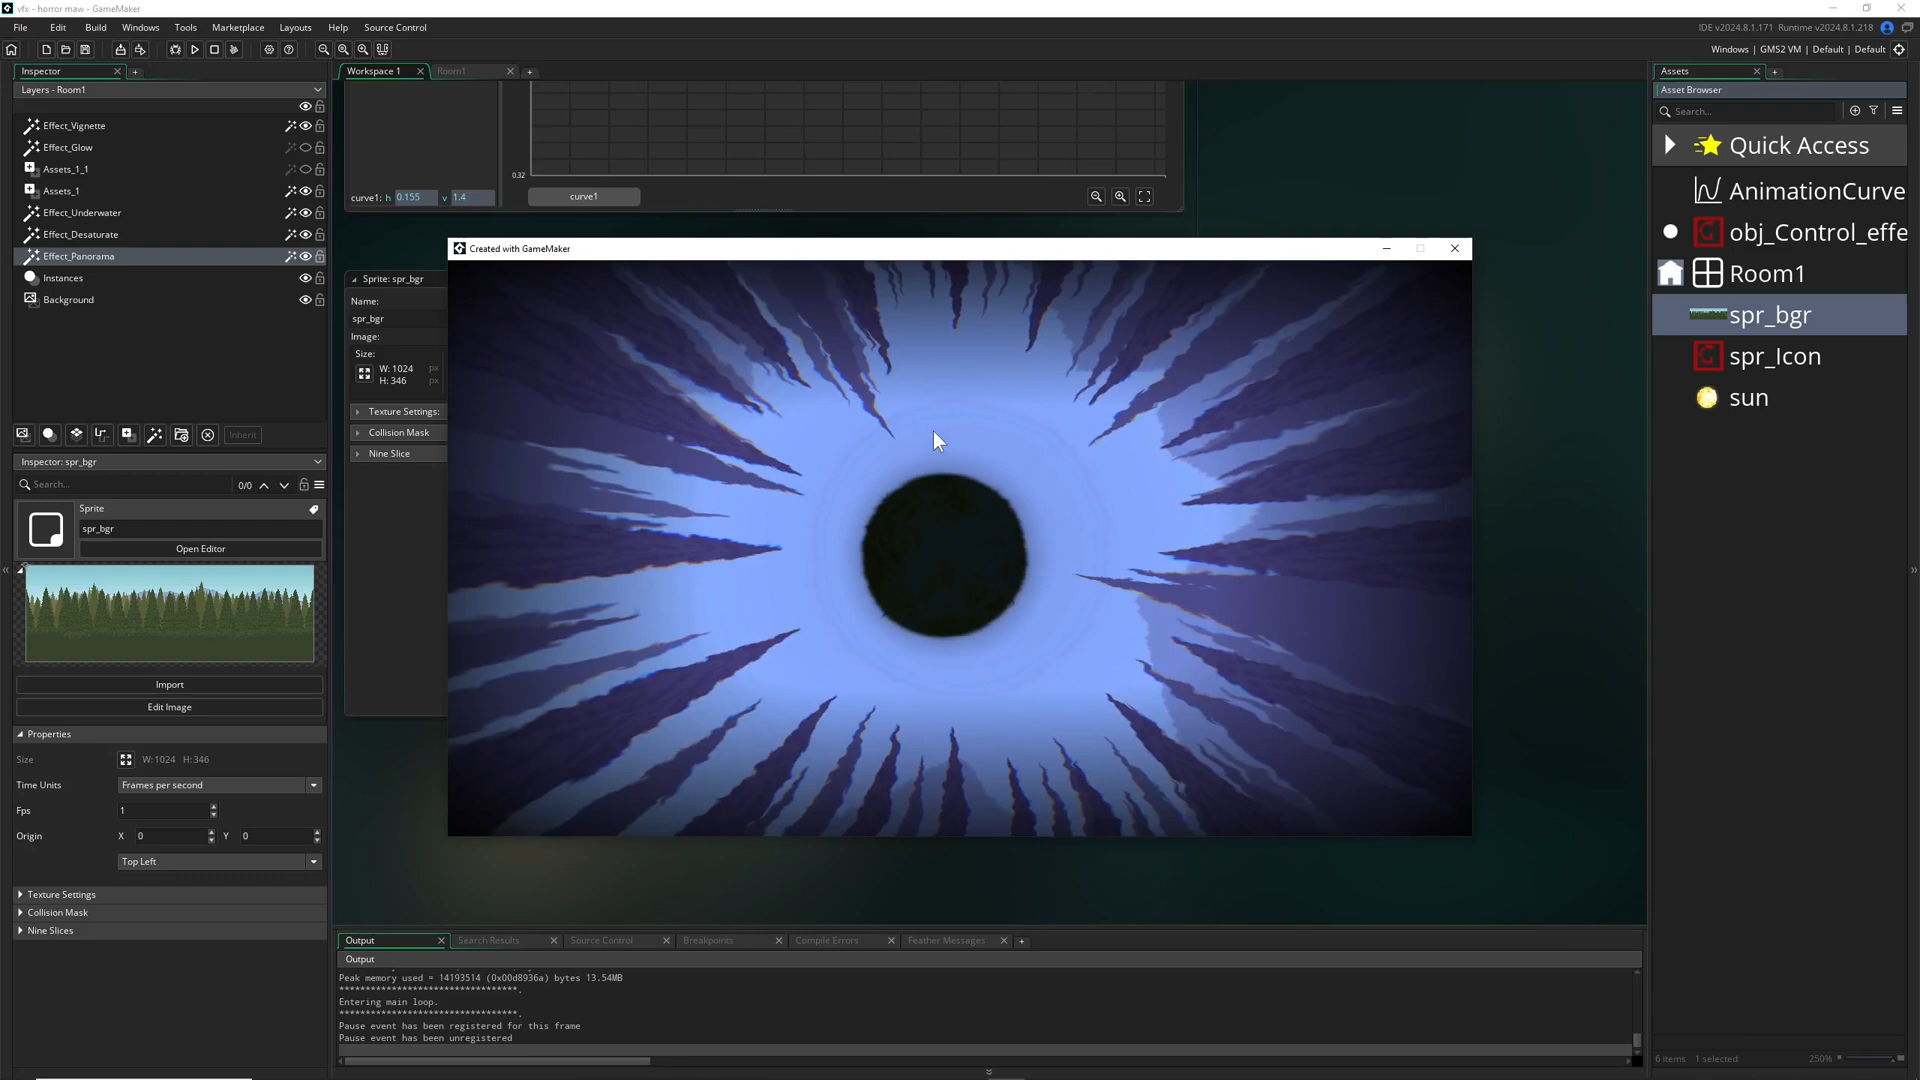 vfx - horror maw - GameMaker
File Edit Build Windows Tools Marketplace Layouts Help Source Control
IDE v2024.8.1.171 Runtime v2024.8.1.218
Windows | GMS2 VM | Default | Default
Inspector
Workspace 1
Room1
Assets
Layers - Room1
Asset Browser
Search...
Effect_Vignette
Effect_Glow
Assets_1_1
Assets_1
Effect_Underwater
Effect_Desaturate
Effect_Panorama
Instances
Background
Quick Access
AnimationCurve
obj_Control_effe
Room1
spr_bgr
spr_Icon
sun
0.32
curve1: h 0.155 v 1.4
curve1
Created with GameMaker
Sprite: spr_bgr
Name:
spr_bgr
Image:
Size:
W: 1024 px
H: 346 px
Texture Settings:
Collision Mask
Nine Slice
Inherit
Inspector: spr_bgr
Search...
0/0
Sprite
spr_bgr
Open Editor
Import
Edit Image
Properties
Size W: 1024 H: 346
Time Units Frames per second
Fps 1
Origin X 0 Y 0
Top Left
Texture Settings
Collision Mask
Nine Slices
Output Search Results Source Control Breakpoints Compile Errors Feather Messages
Output
Peak memory used = 14193514 (0x00d8936a) bytes 13.54MB
*********************************.
Entering main loop.
*********************************.
Pause event has been registered for this frame
Pause event has been unregistered
6 items 1 selected 250%